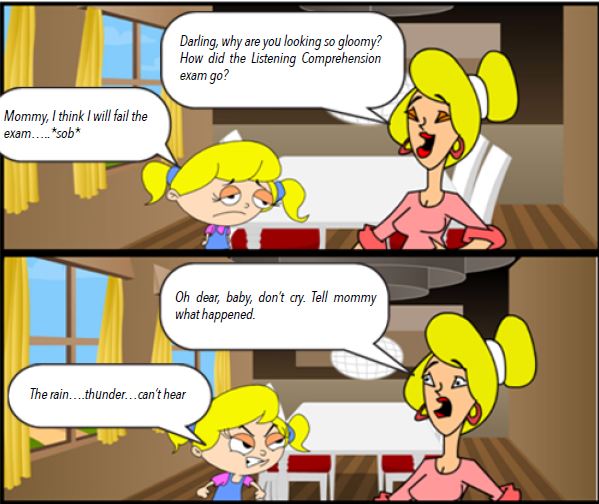 Darling, why are you looking so gloomy?
How did the Listening Comprehension
exam go?
Mommy, I think I will fail the
exam…..*sob*
Oh dear, baby, don't cry. Tell mommy
what happened.
The rain….thunder…can't hear